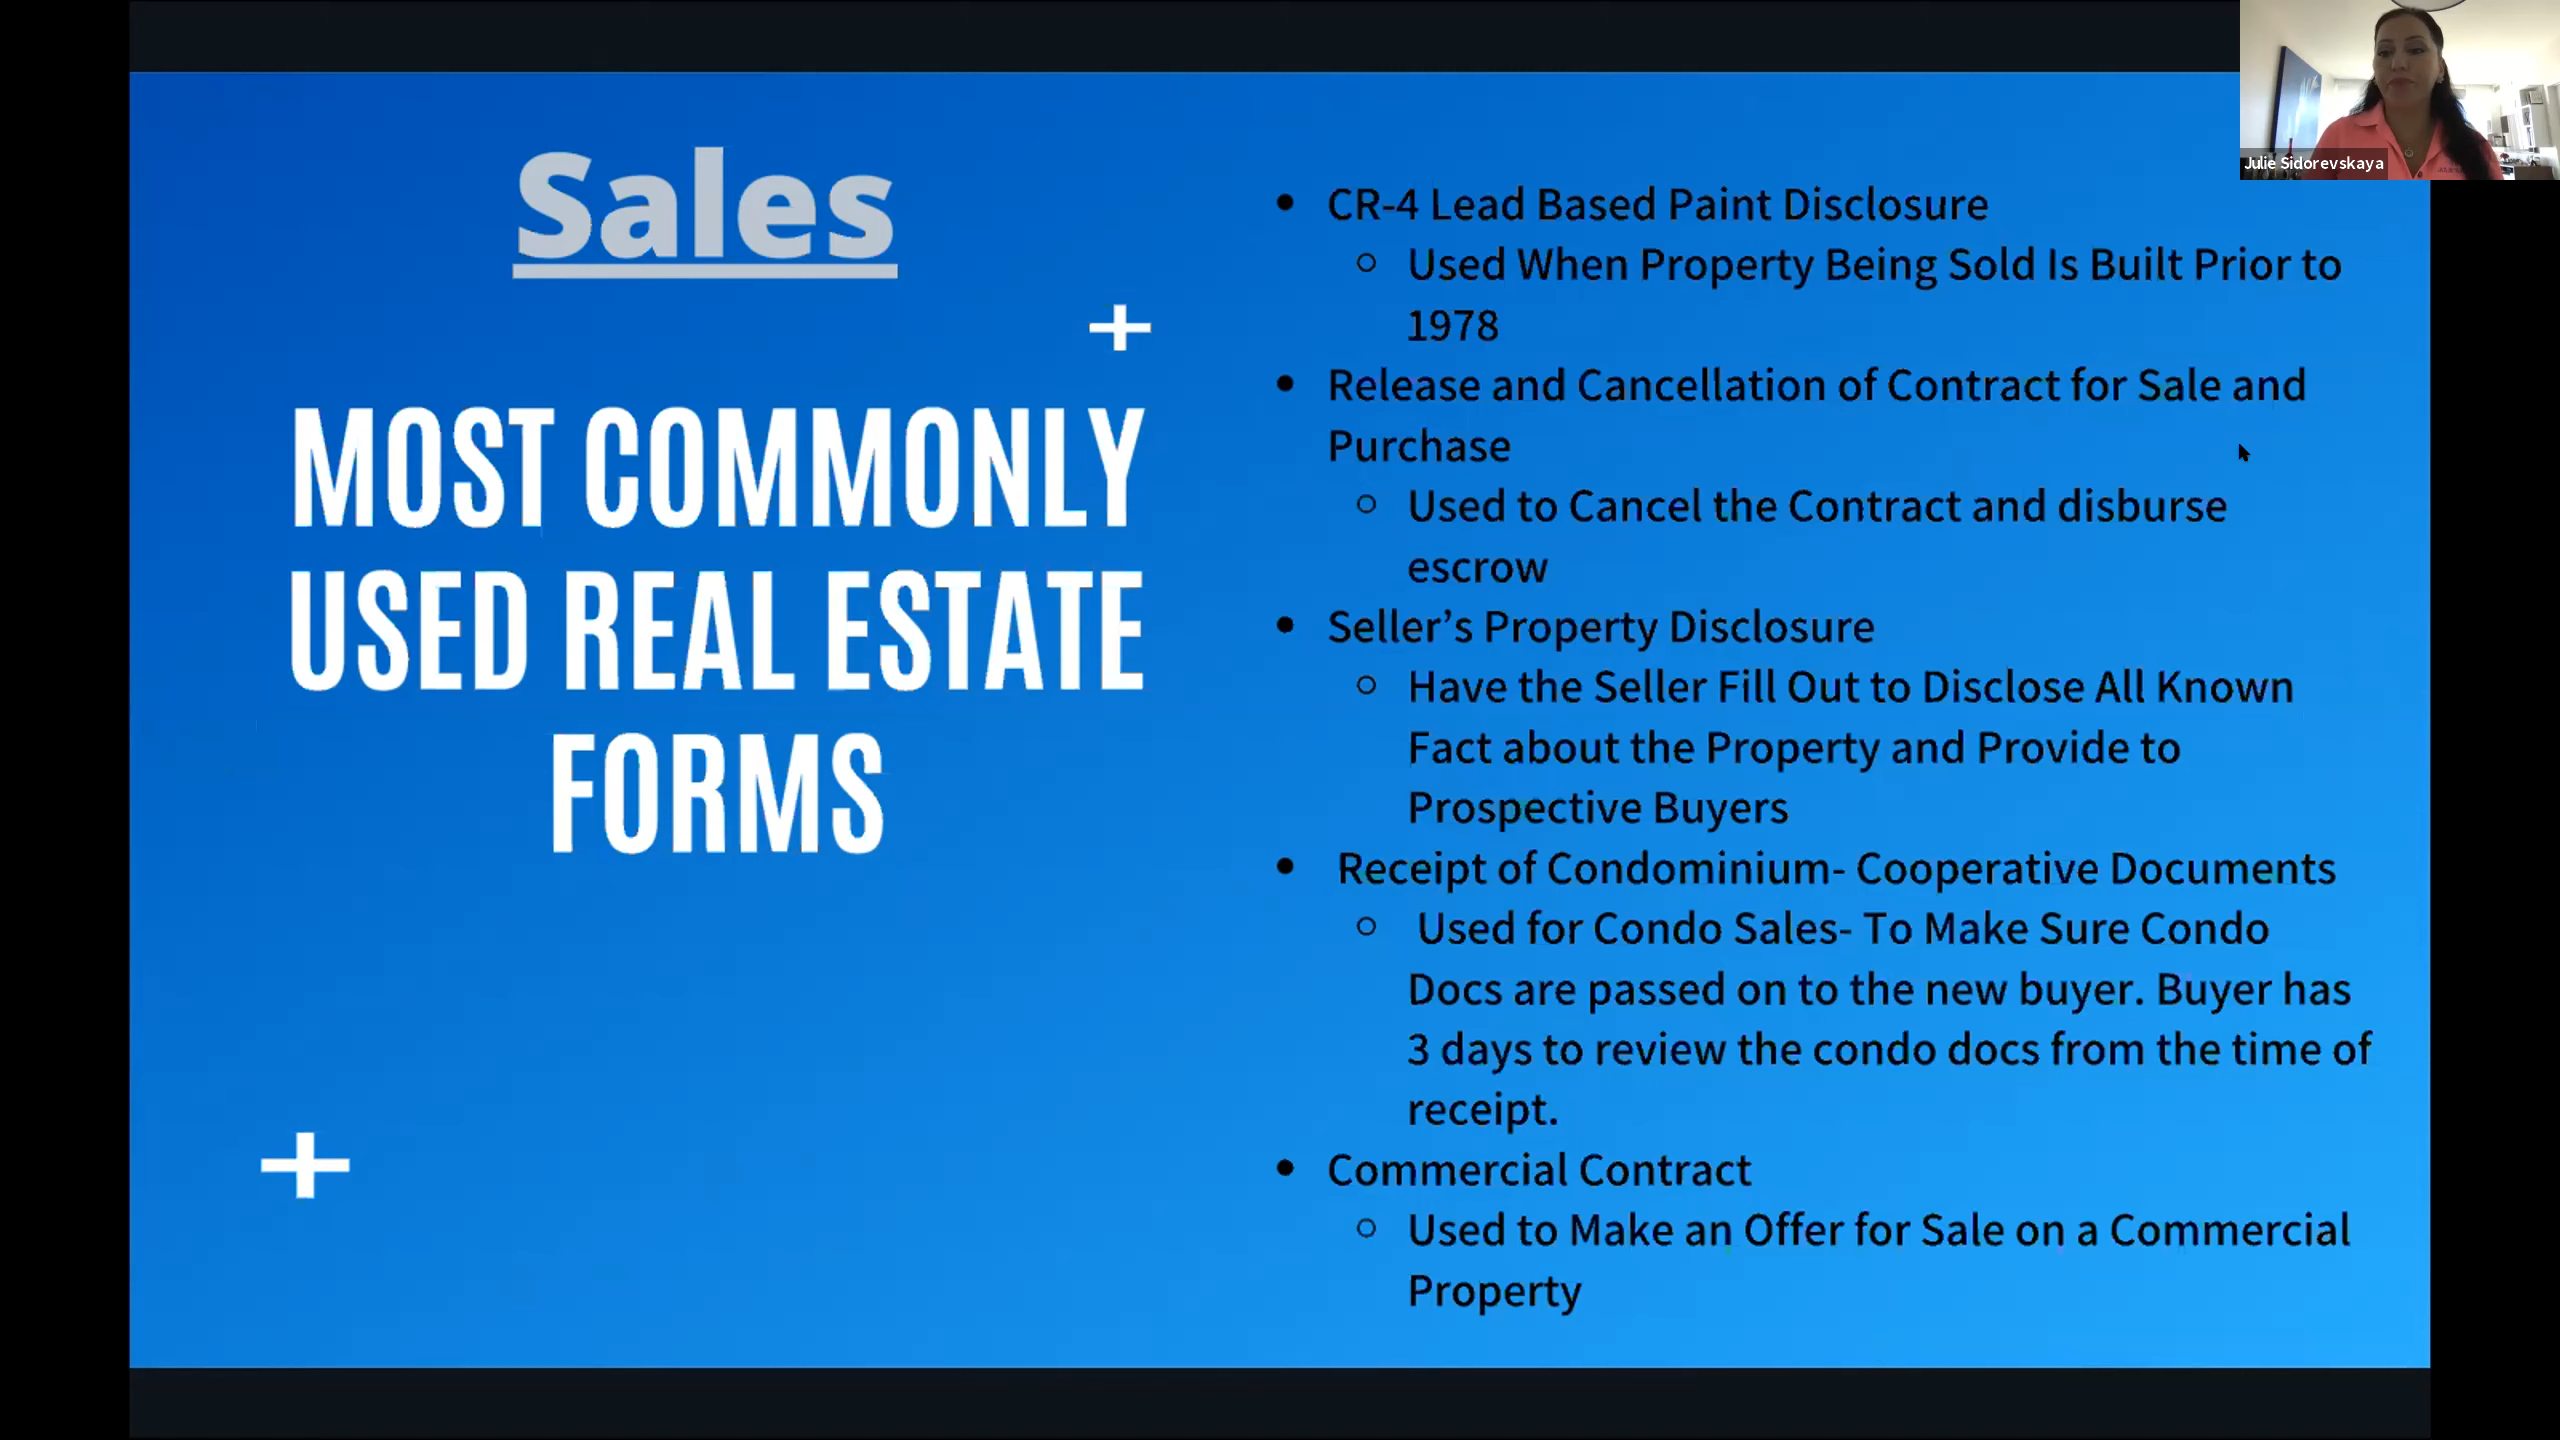 Sales
MOST COMMONLY
USED REAL ESTATE
FORMS
• CR-4 Lead Based Paint Disclosure
○ Used When Property Being Sold Is Built Prior to
1978
• Release and Cancellation of Contract for Sale and
Purchase
○ Used to Cancel the Contract and disburse
escrow
• Seller’s Property Disclosure
○ Have the Seller Fill Out to Disclose All Known
Fact about the Property and Provide to
Prospective Buyers
• Receipt of Condominium- Cooperative Documents
○ Used for Condo Sales- To Make Sure Condo
Docs are passed on to the new buyer. Buyer has
3 days to review the condo docs from the time of
receipt.
• Commercial Contract
○ Used to Make an Offer for Sale on a Commercial
Property
Julie Sidorevskaya